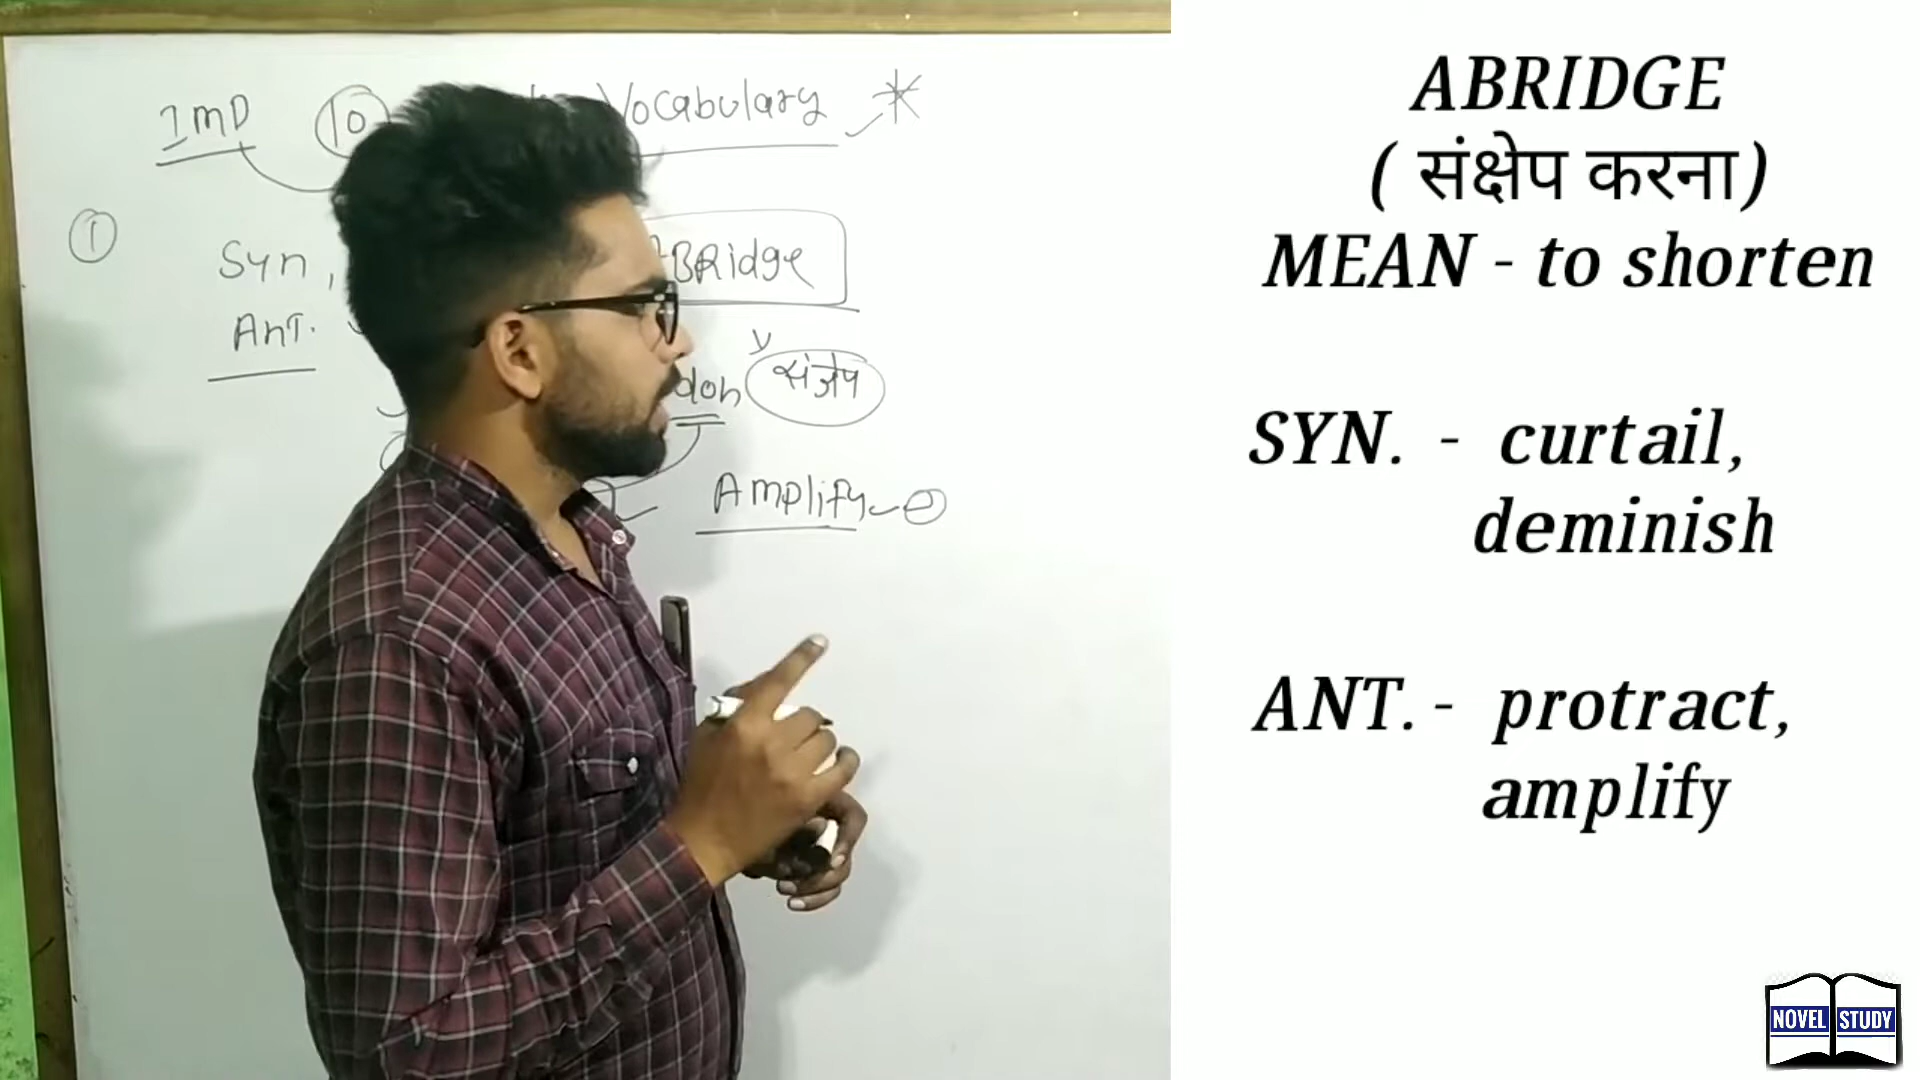 IMP 10 Vocabulary
1
Syn, ABRidge
Ant.
संक्षेप
Amplify
ABRIDGE
( संक्षेप करना)
MEAN - to shorten
SYN. - curtail,
deminish
ANT. - protract,
amplify
NOVEL STUDY